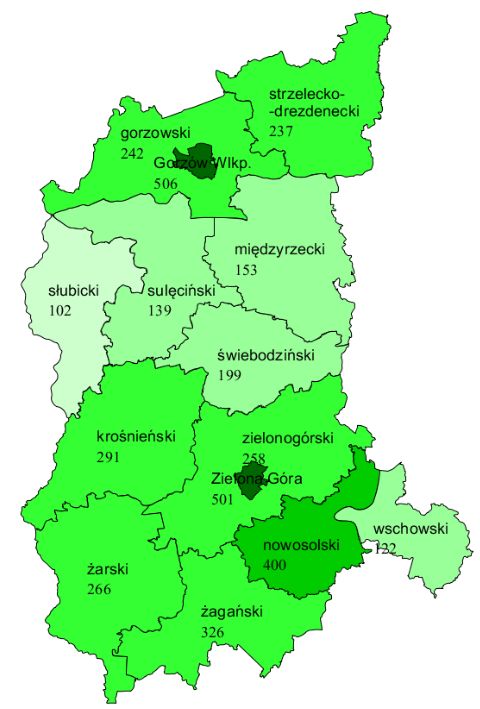 strzelecko-
-drezdenecki
237
gorzowski
242
Gorzów Wlkp.
506
międzyrzecki
153
słubicki
102
sulęciński
139
świebodziński
199
krośnieński
291
zielonogórski
258
Zielona Góra
501
wschowski
122
nowosolski
400
żarski
266
żagański
326